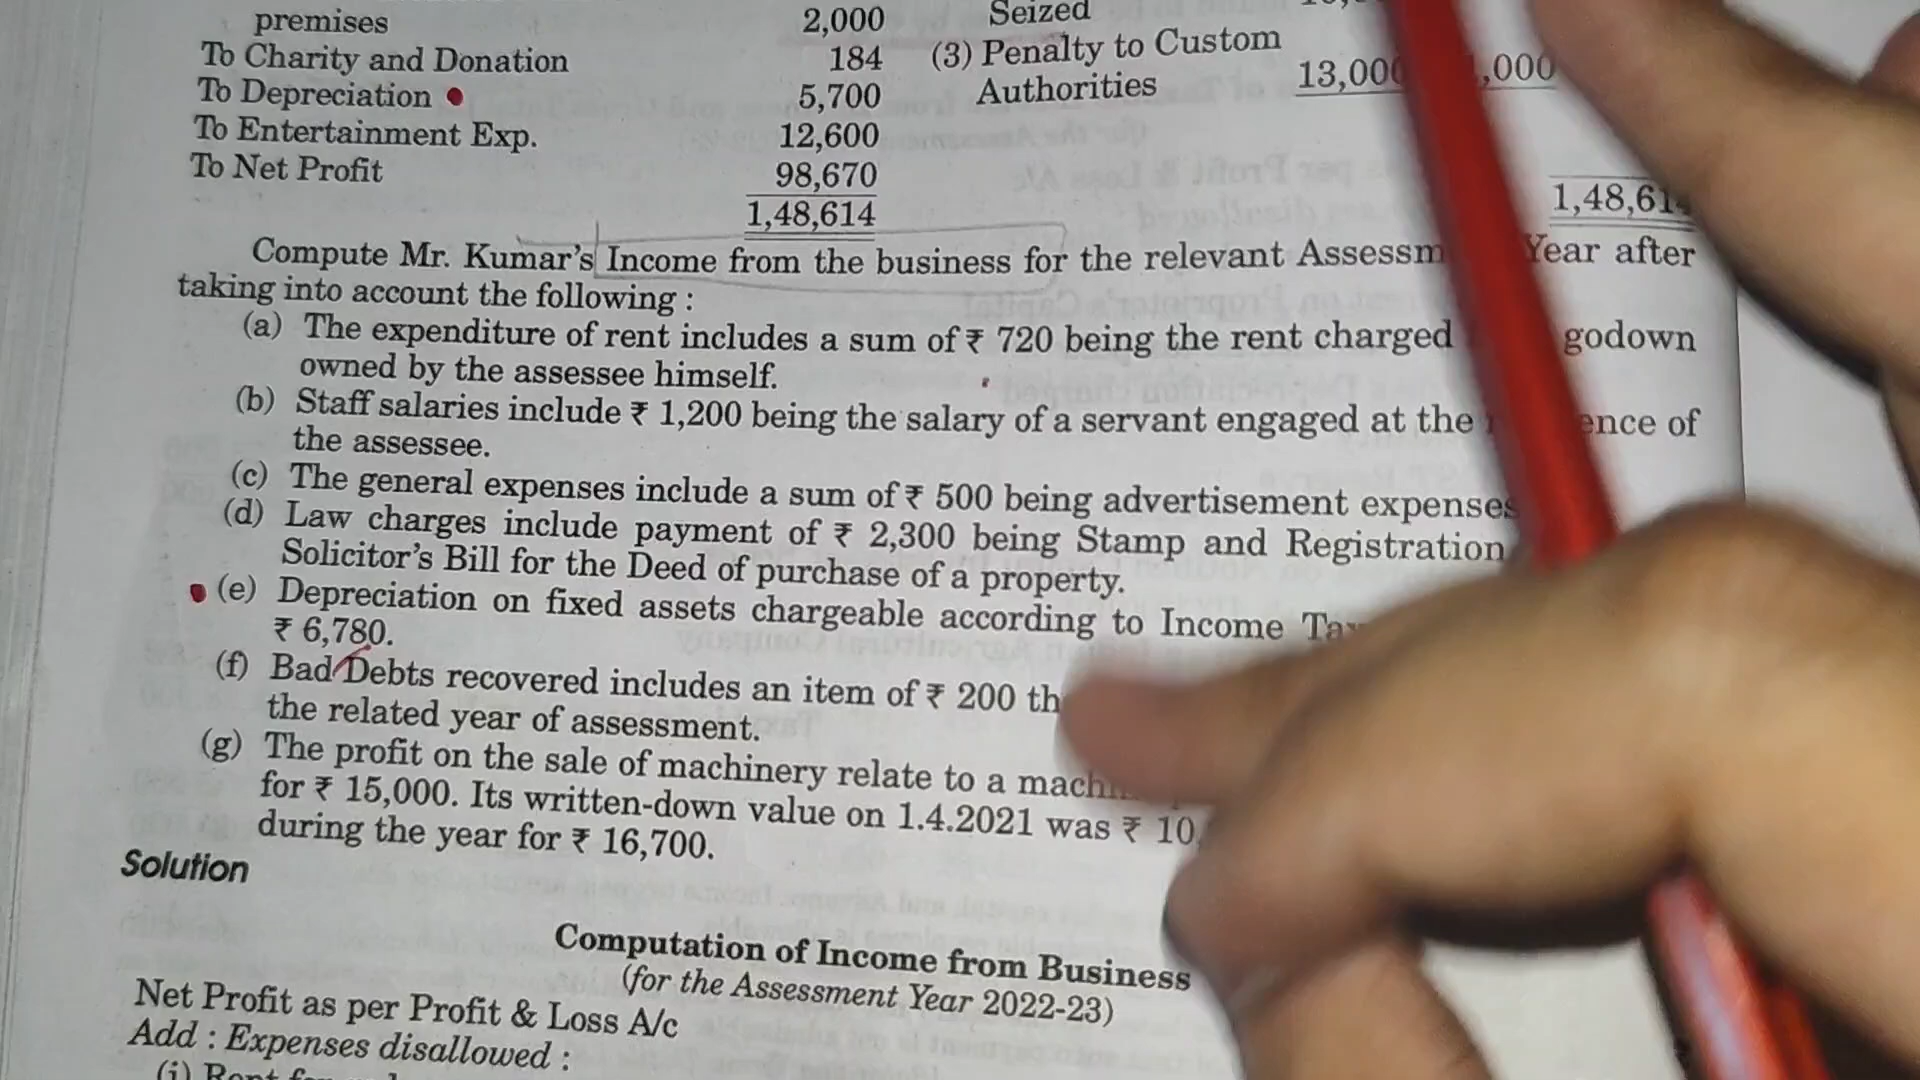 premises 2,000
To Charity and Donation 184
To Depreciation 5,700
To Entertainment Exp. 12,600
To Net Profit 98,670
1,48,614
Seized
(3) Penalty to Custom
Authorities 13,000 ,000
1,48,614
Compute Mr. Kumar's Income from the business for the relevant Assessm Year after
taking into account the following :
(a) The expenditure of rent includes a sum of ₹ 720 being the rent charged godown
owned by the assessee himself.
(b) Staff salaries include ₹ 1,200 being the salary of a servant engaged at the ence of
the assessee.
(c) The general expenses include a sum of ₹ 500 being advertisement expenses
(d) Law charges include payment of ₹ 2,300 being Stamp and Registration
Solicitor's Bill for the Deed of purchase of a property.
(e) Depreciation on fixed assets chargeable according to Income Tax
₹ 6,780.
(f) Bad Debts recovered includes an item of ₹ 200 th
the related year of assessment.
(g) The profit on the sale of machinery relate to a mach
for ₹ 15,000. Its written-down value on 1.4.2021 was ₹ 10,
during the year for ₹ 16,700.
Solution
Computation of Income from Business
(for the Assessment Year 2022-23)
Net Profit as per Profit & Loss A/c
Add : Expenses disallowed :
(i) Rent